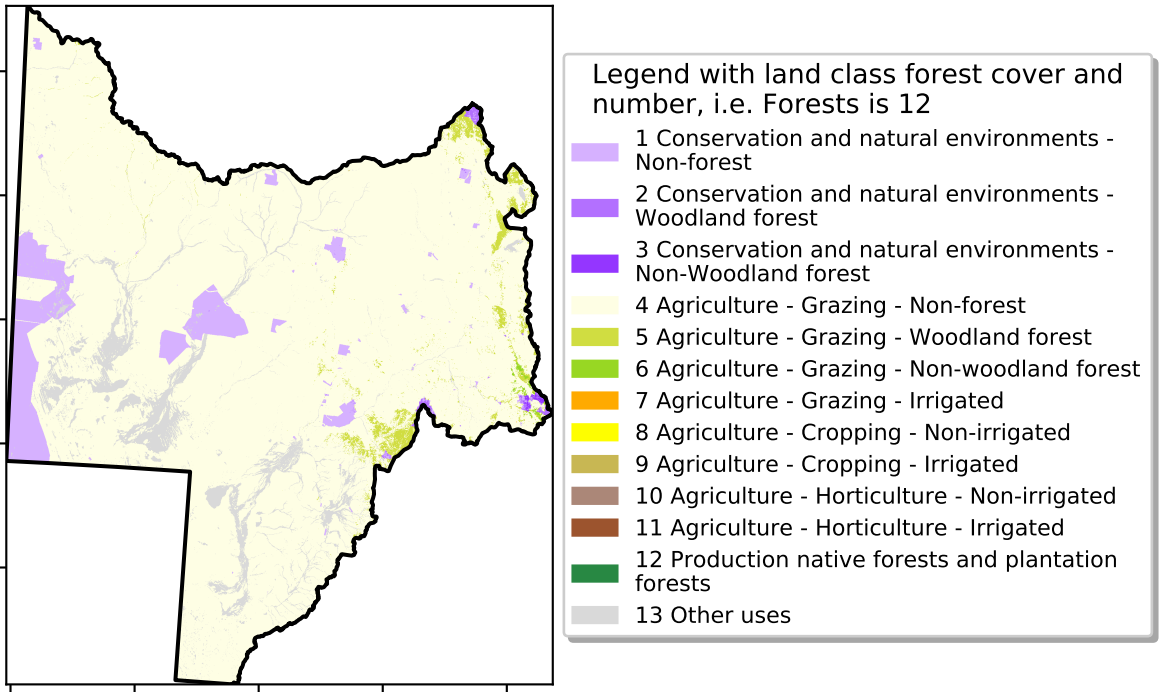 Legend with land class forest cover and
number, i.e. Forests is 12
1 Conservation and natural environments -
Non-forest
2 Conservation and natural environments -
Woodland forest
3 Conservation and natural environments -
Non-Woodland forest
4 Agriculture - Grazing - Non-forest
5 Agriculture - Grazing - Woodland forest
6 Agriculture - Grazing - Non-woodland forest
7 Agriculture - Grazing - Irrigated
8 Agriculture - Cropping - Non-irrigated
9 Agriculture - Cropping - Irrigated
10 Agriculture - Horticulture - Non-irrigated
11 Agriculture - Horticulture - Irrigated
12 Production native forests and plantation
forests
13 Other uses